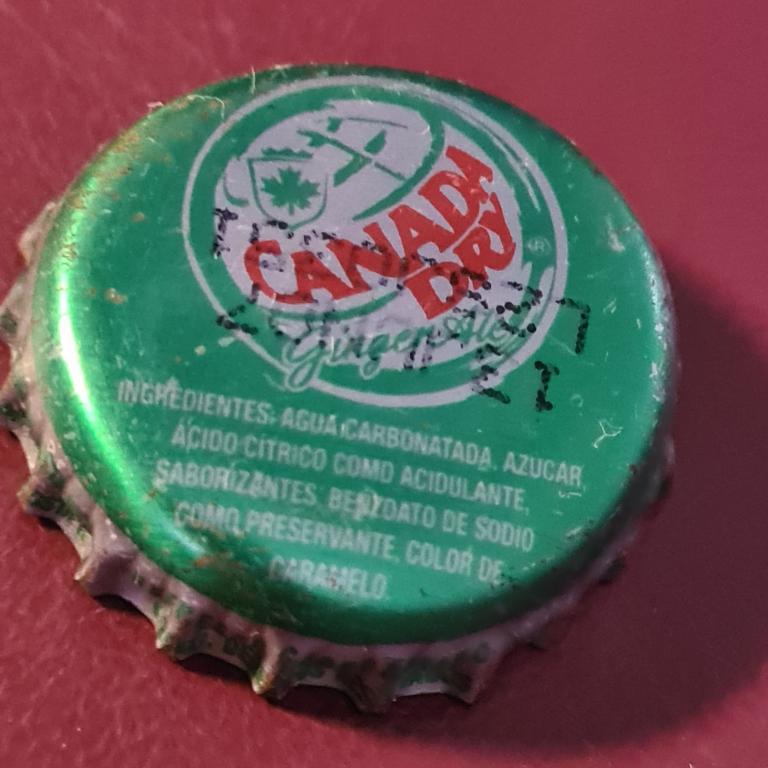 CANADA
DRY
®
Ginger Ale
INGREDIENTES: AGUA CARBONATADA, AZUCAR,
ÁCIDO CÍTRICO COMO ACIDULANTE,
SABORIZANTES, BENZOATO DE SODIO
COMO PRESERVANTE, COLOR DE
CARAMELO